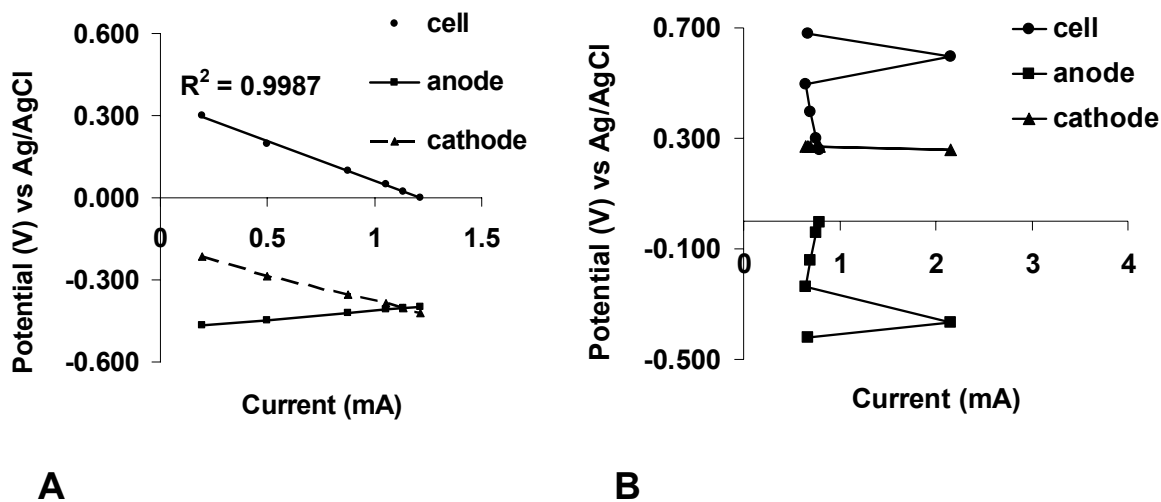 0.600
0.300
0.000
-0.300
-0.600
Potential (V) vs Ag/AgCl
R² = 0.9987
cell
anode
cathode
0 0.5 1 1.5
Current (mA)
A
0.700
0.300
-0.100
-0.500
Potential (V) vs Ag/AgCl
cell
anode
cathode
0 1 2 3 4
Current (mA)
B